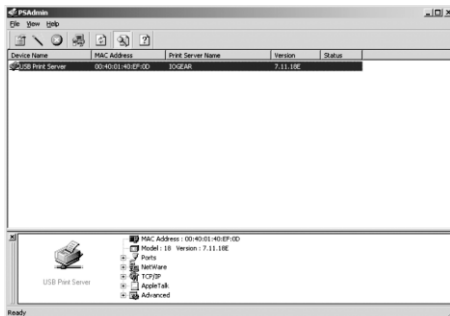 PSAdmin
File View Help
Device Name MAC Address Print Server Name Version Status
USB Print Server 00:40:01:40:EF:0D IOGEAR 7.11.18E
MAC Address : 00:40:01:40:EF:0D
Model : 18 Version : 7.11.18E
Ports
NetWare
TCP/IP
AppleTalk
Advanced
USB Print Server
Ready